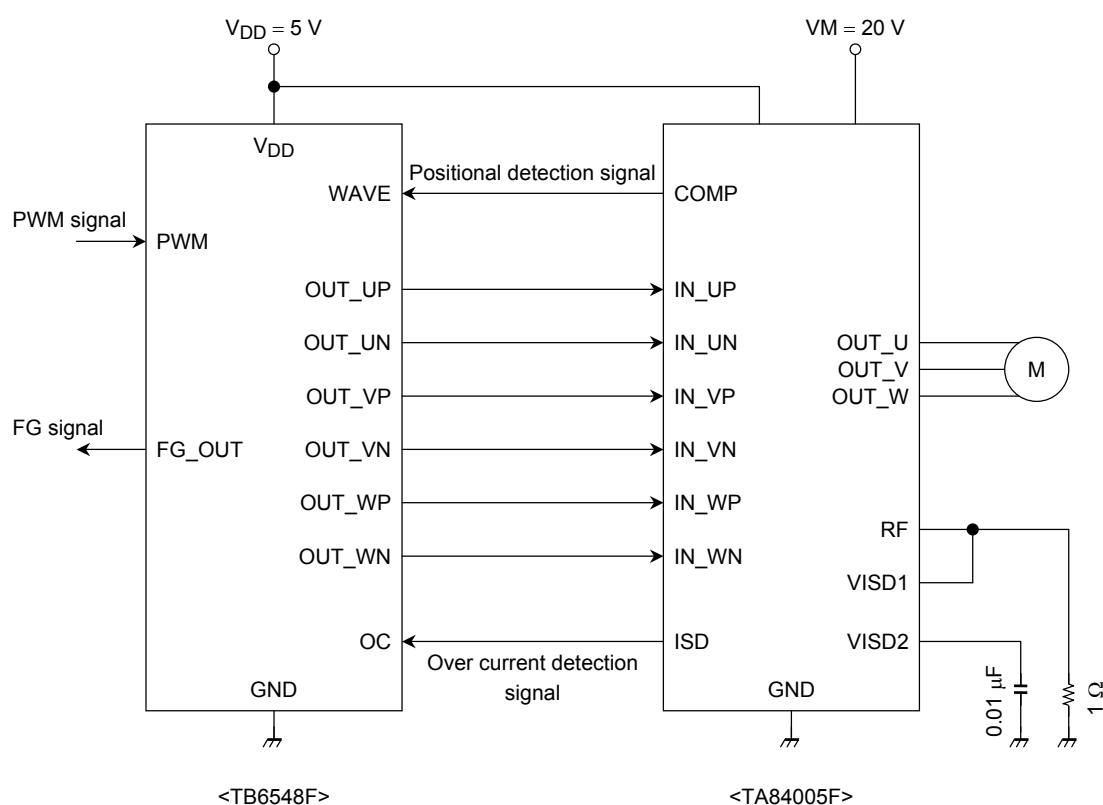 VDD = 5 V
VM = 20 V
VDD
WAVE
Positional detection signal
COMP
PWM signal
PWM
OUT_UP
IN_UP
OUT_UN
IN_UN
OUT_U
OUT_V
OUT_W
M
OUT_VP
IN_VP
FG signal
FG_OUT
OUT_VN
IN_VN
OUT_WP
IN_WP
RF
OUT_WN
IN_WN
VISD1
OC
ISD
VISD2
Over current detection
signal
GND
GND
0.01 μF
1 Ω
<TB6548F>
<TA84005F>